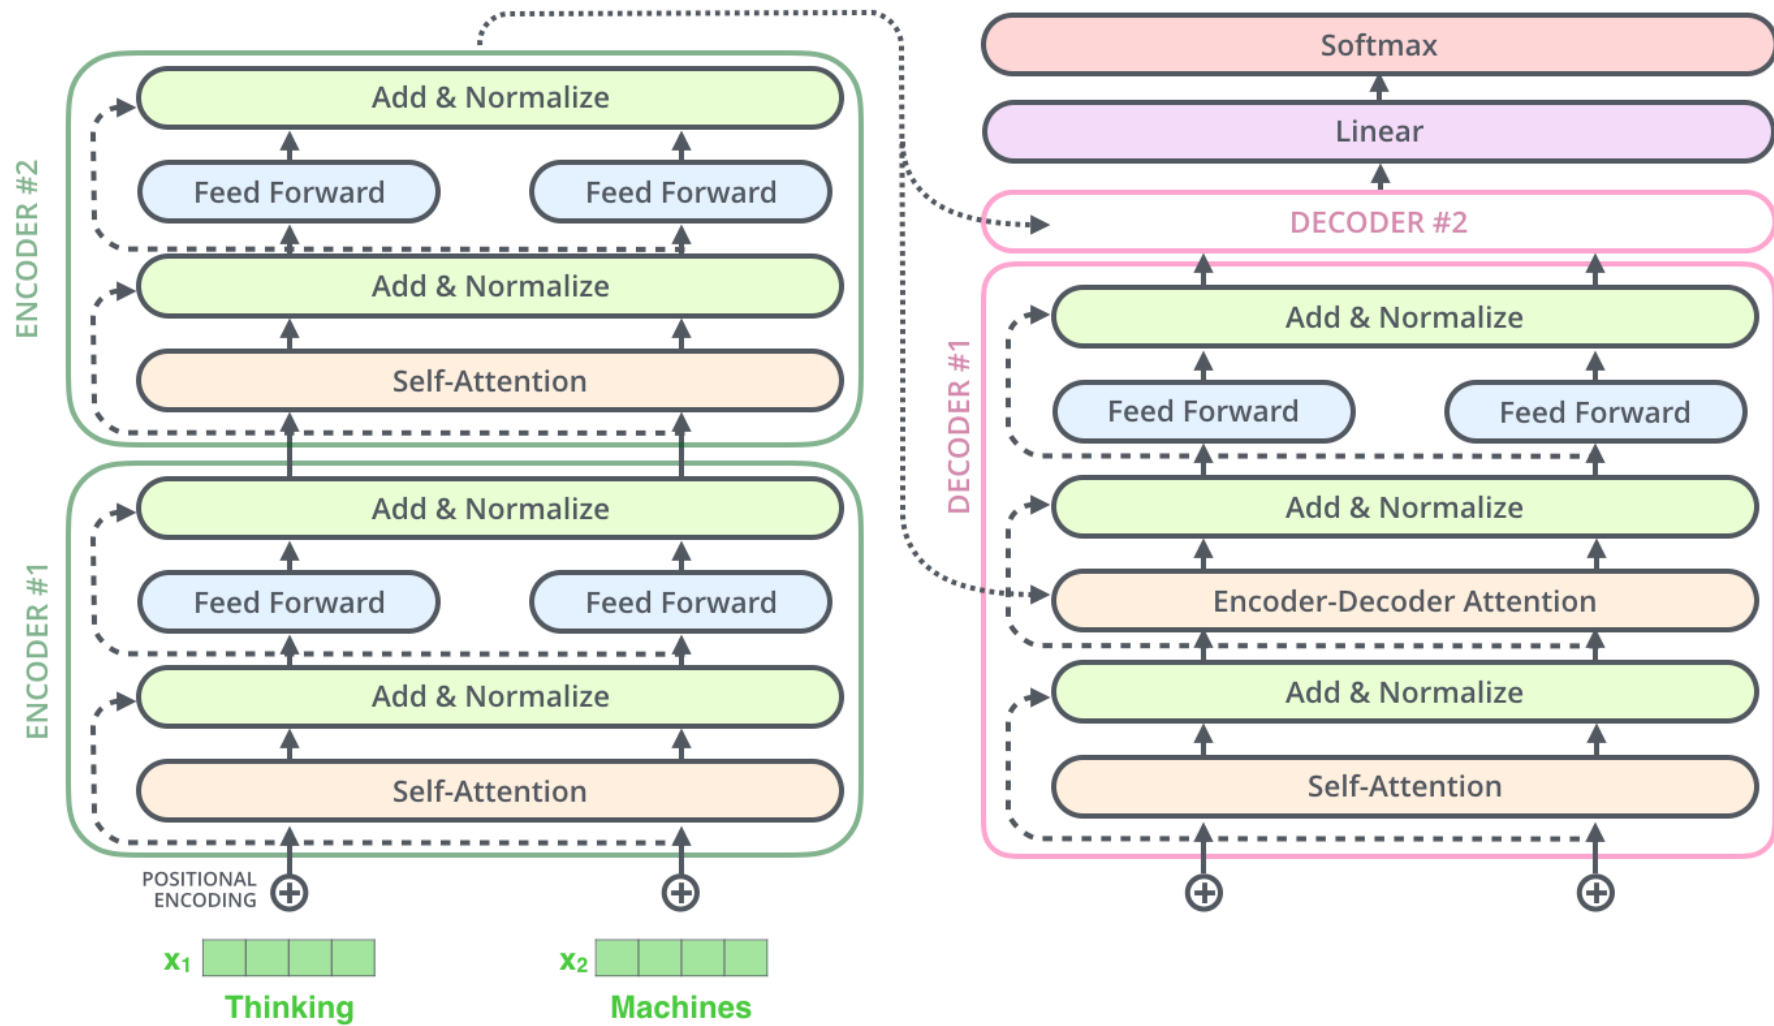 ENCODER #2
Add & Normalize
Feed Forward
Feed Forward
Add & Normalize
Self-Attention
ENCODER #1
Add & Normalize
Feed Forward
Feed Forward
Add & Normalize
Self-Attention
POSITIONAL
ENCODING
x1
x2
Thinking
Machines
Softmax
Linear
DECODER #2
DECODER #1
Add & Normalize
Feed Forward
Feed Forward
Add & Normalize
Encoder-Decoder Attention
Add & Normalize
Self-Attention